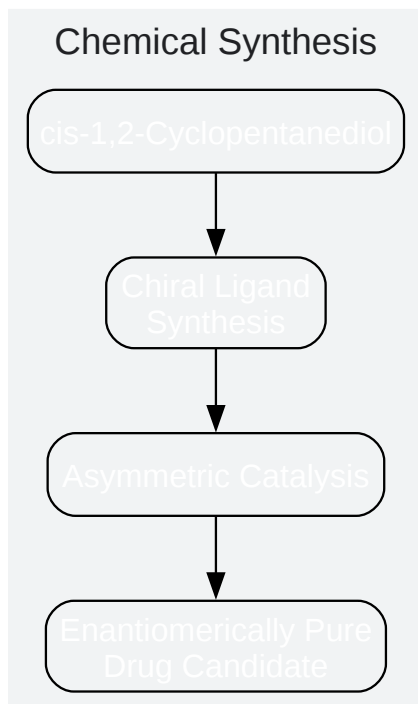 Chemical Synthesis
cis-1,2-Cyclopentanediol
Chiral Ligand
Synthesis
Asymmetric Catalysis
Enantiomerically Pure
Drug Candidate